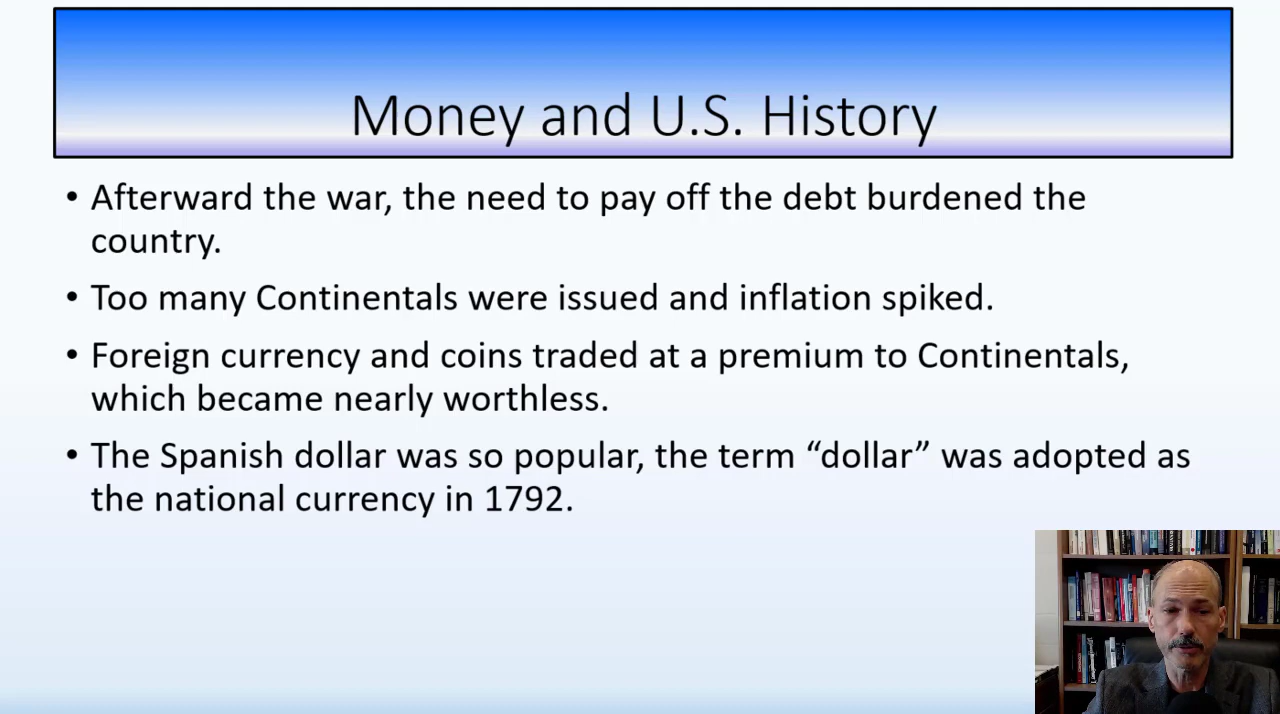 Money and U.S. History
• Afterward the war, the need to pay off the debt burdened the
country.
• Too many Continentals were issued and inflation spiked.
• Foreign currency and coins traded at a premium to Continentals,
which became nearly worthless.
• The Spanish dollar was so popular, the term “dollar” was adopted as
the national currency in 1792.